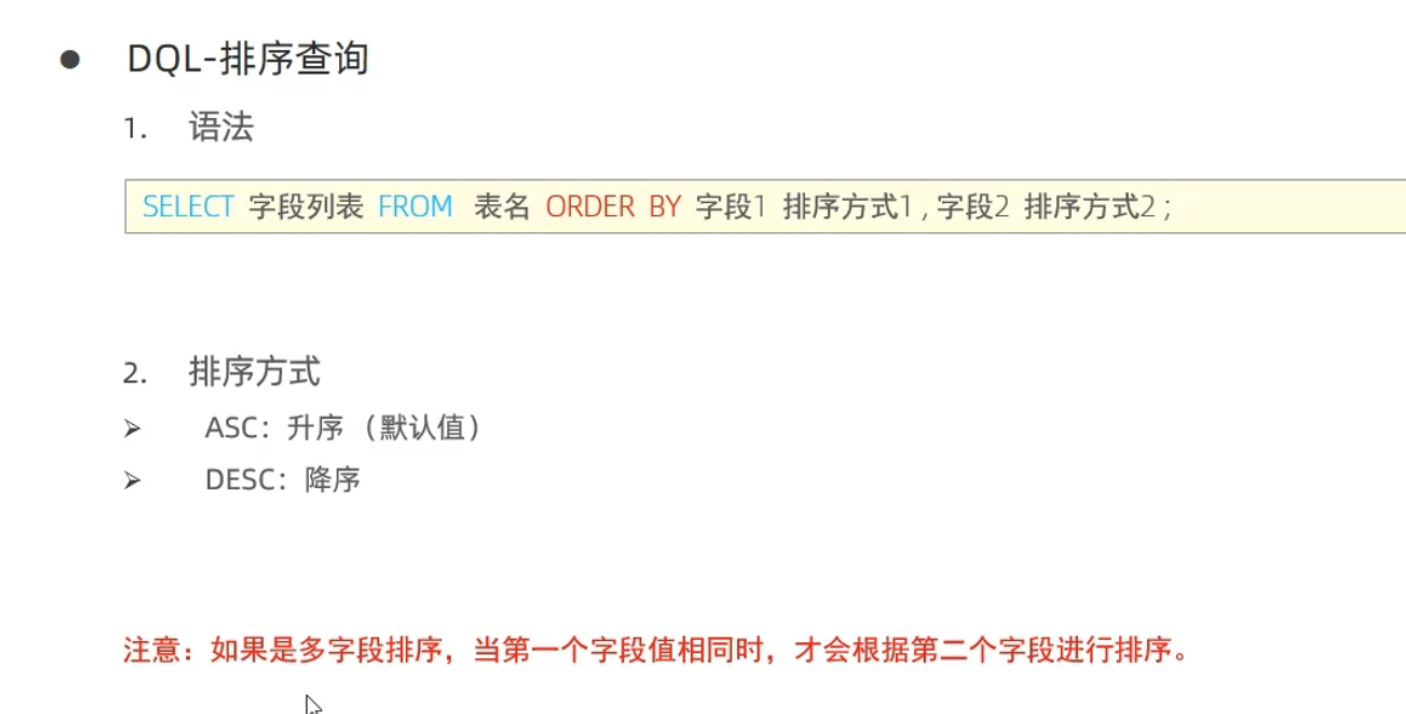 ● DQL-排序查询
1. 语法
SELECT 字段列表 FROM 表名 ORDER BY 字段1 排序方式1 , 字段2 排序方式2 ;
2. 排序方式
➢ ASC：升序（默认值）
➢ DESC：降序
注意：如果是多字段排序，当第一个字段值相同时，才会根据第二个字段进行排序。